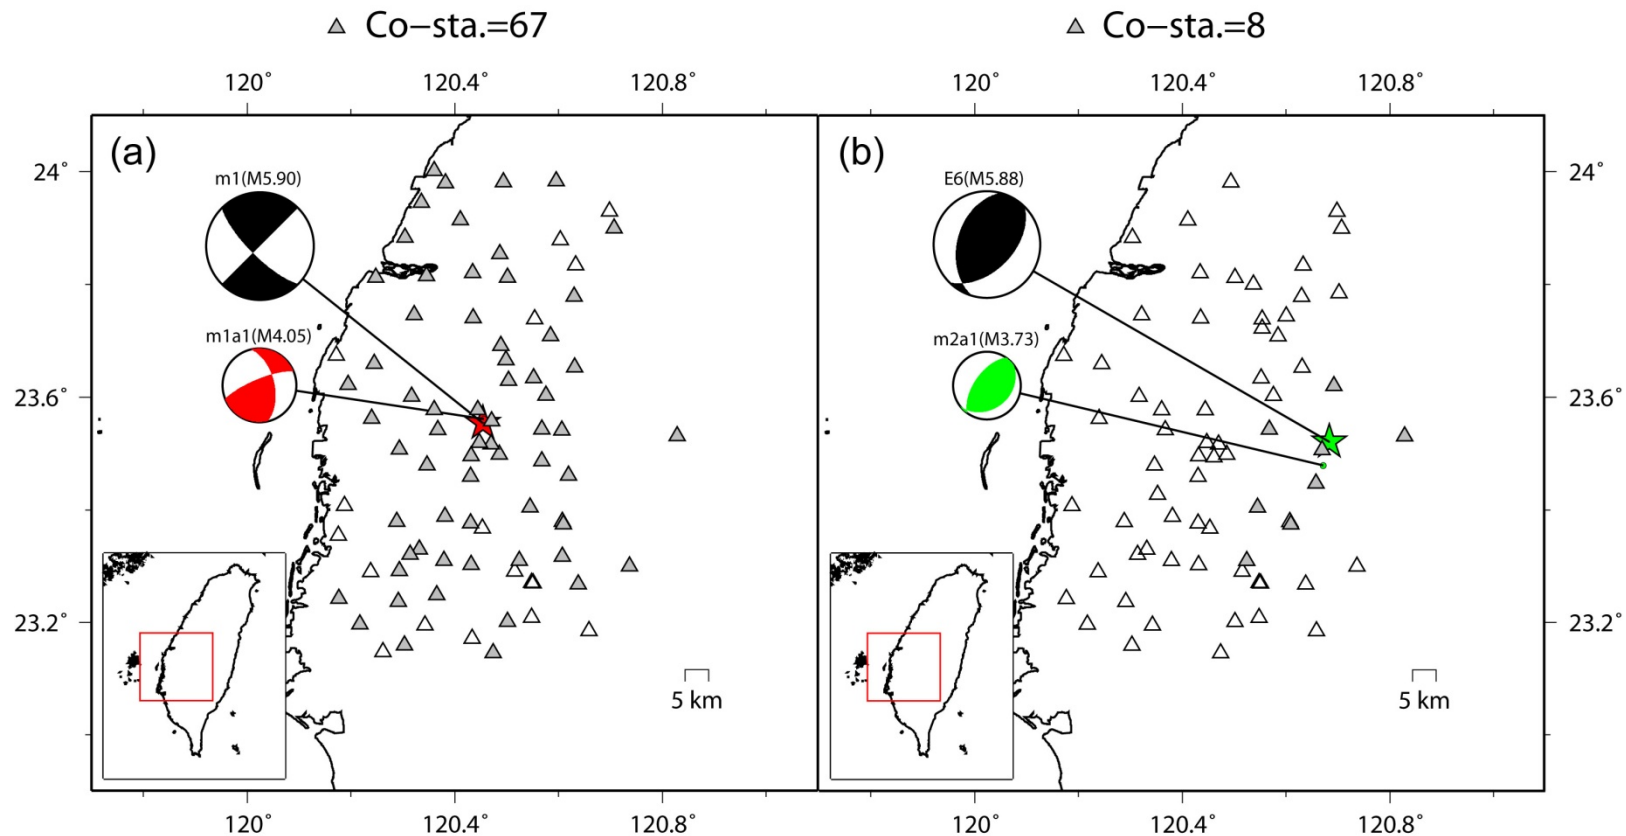 Co−sta.=67
Co−sta.=8
120˚ 120.4˚ 120.8˚
120˚ 120.4˚ 120.8˚
(a)
(b)
24˚
24˚
m1(M5.90)
E6(M5.88)
m1a1(M4.05)
m2a1(M3.73)
23.6˚
23.6˚
23.2˚
23.2˚
5 km
5 km
120˚ 120.4˚ 120.8˚
120˚ 120.4˚ 120.8˚